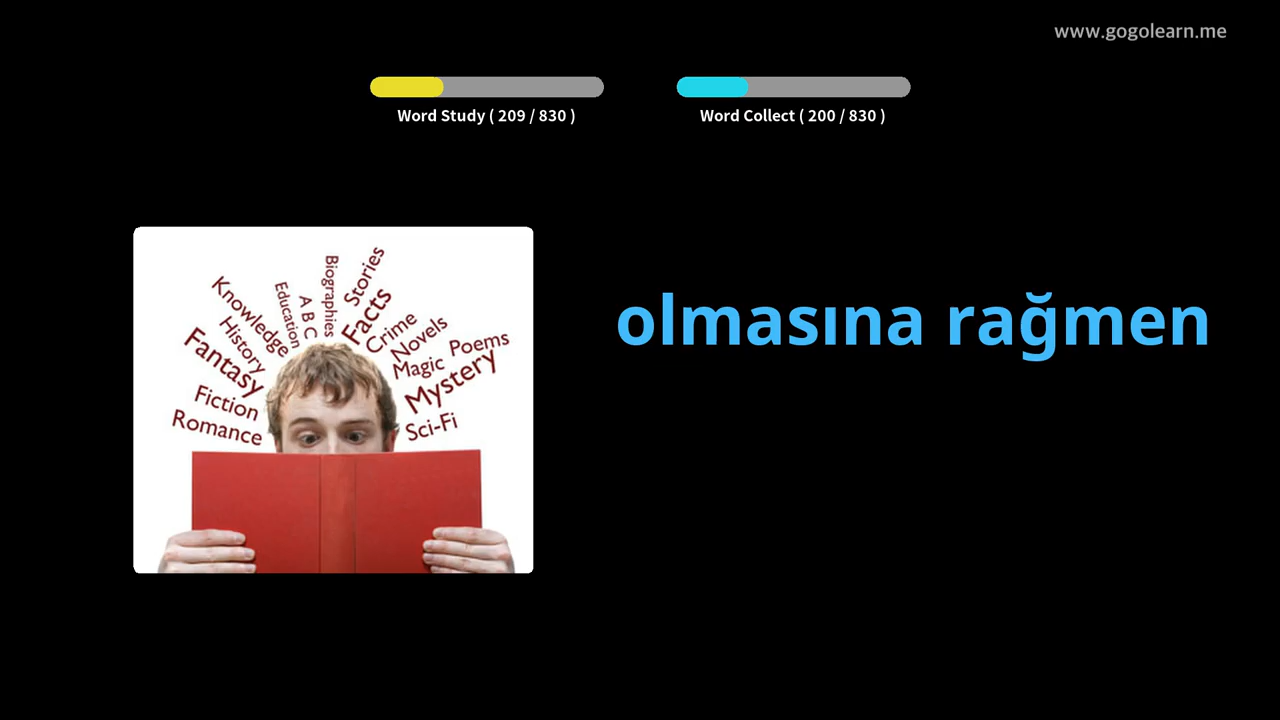 www.gogolearn.me
Word Study ( 209 / 830 )
Word Collect ( 200 / 830 )
olmasına rağmen
Biographies
Stories
Knowledge
Education
A B C
Facts
History
Crime
Novels
Fantasy
Magic
Poems
Mystery
Fiction
Romance
Sci-Fi